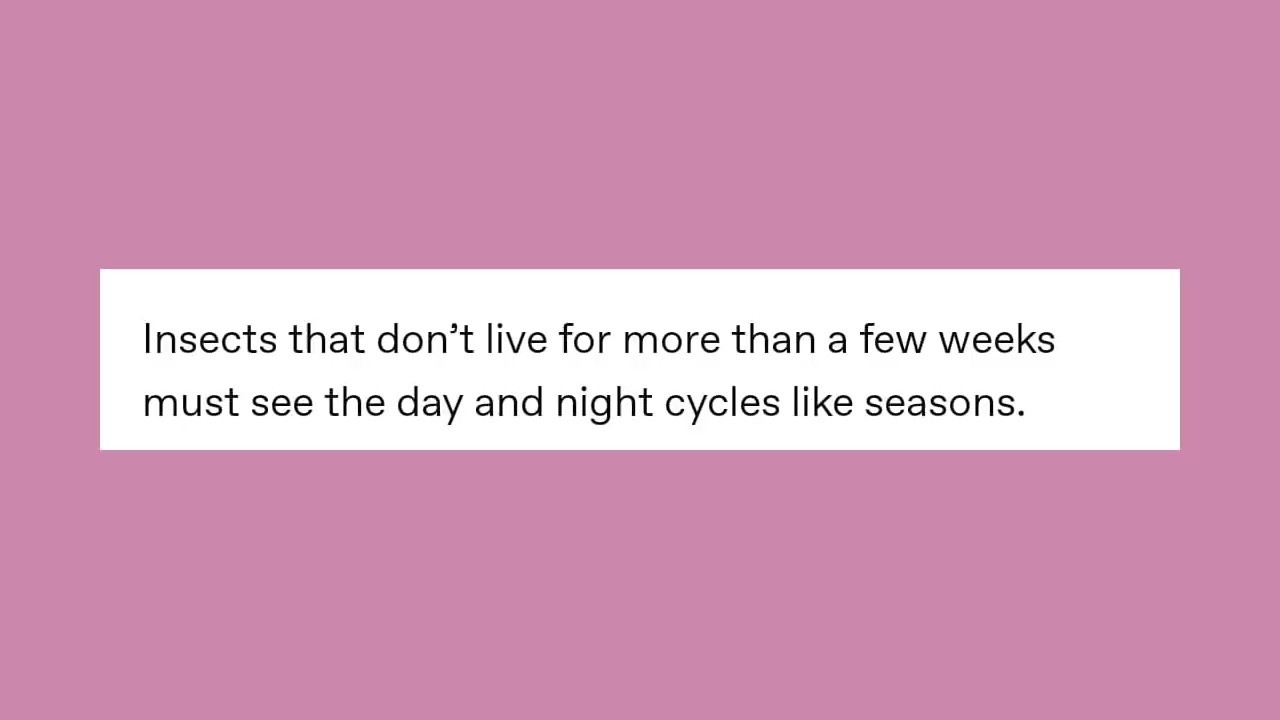 Insects that don’t live for more than a few weeks
must see the day and night cycles like seasons.